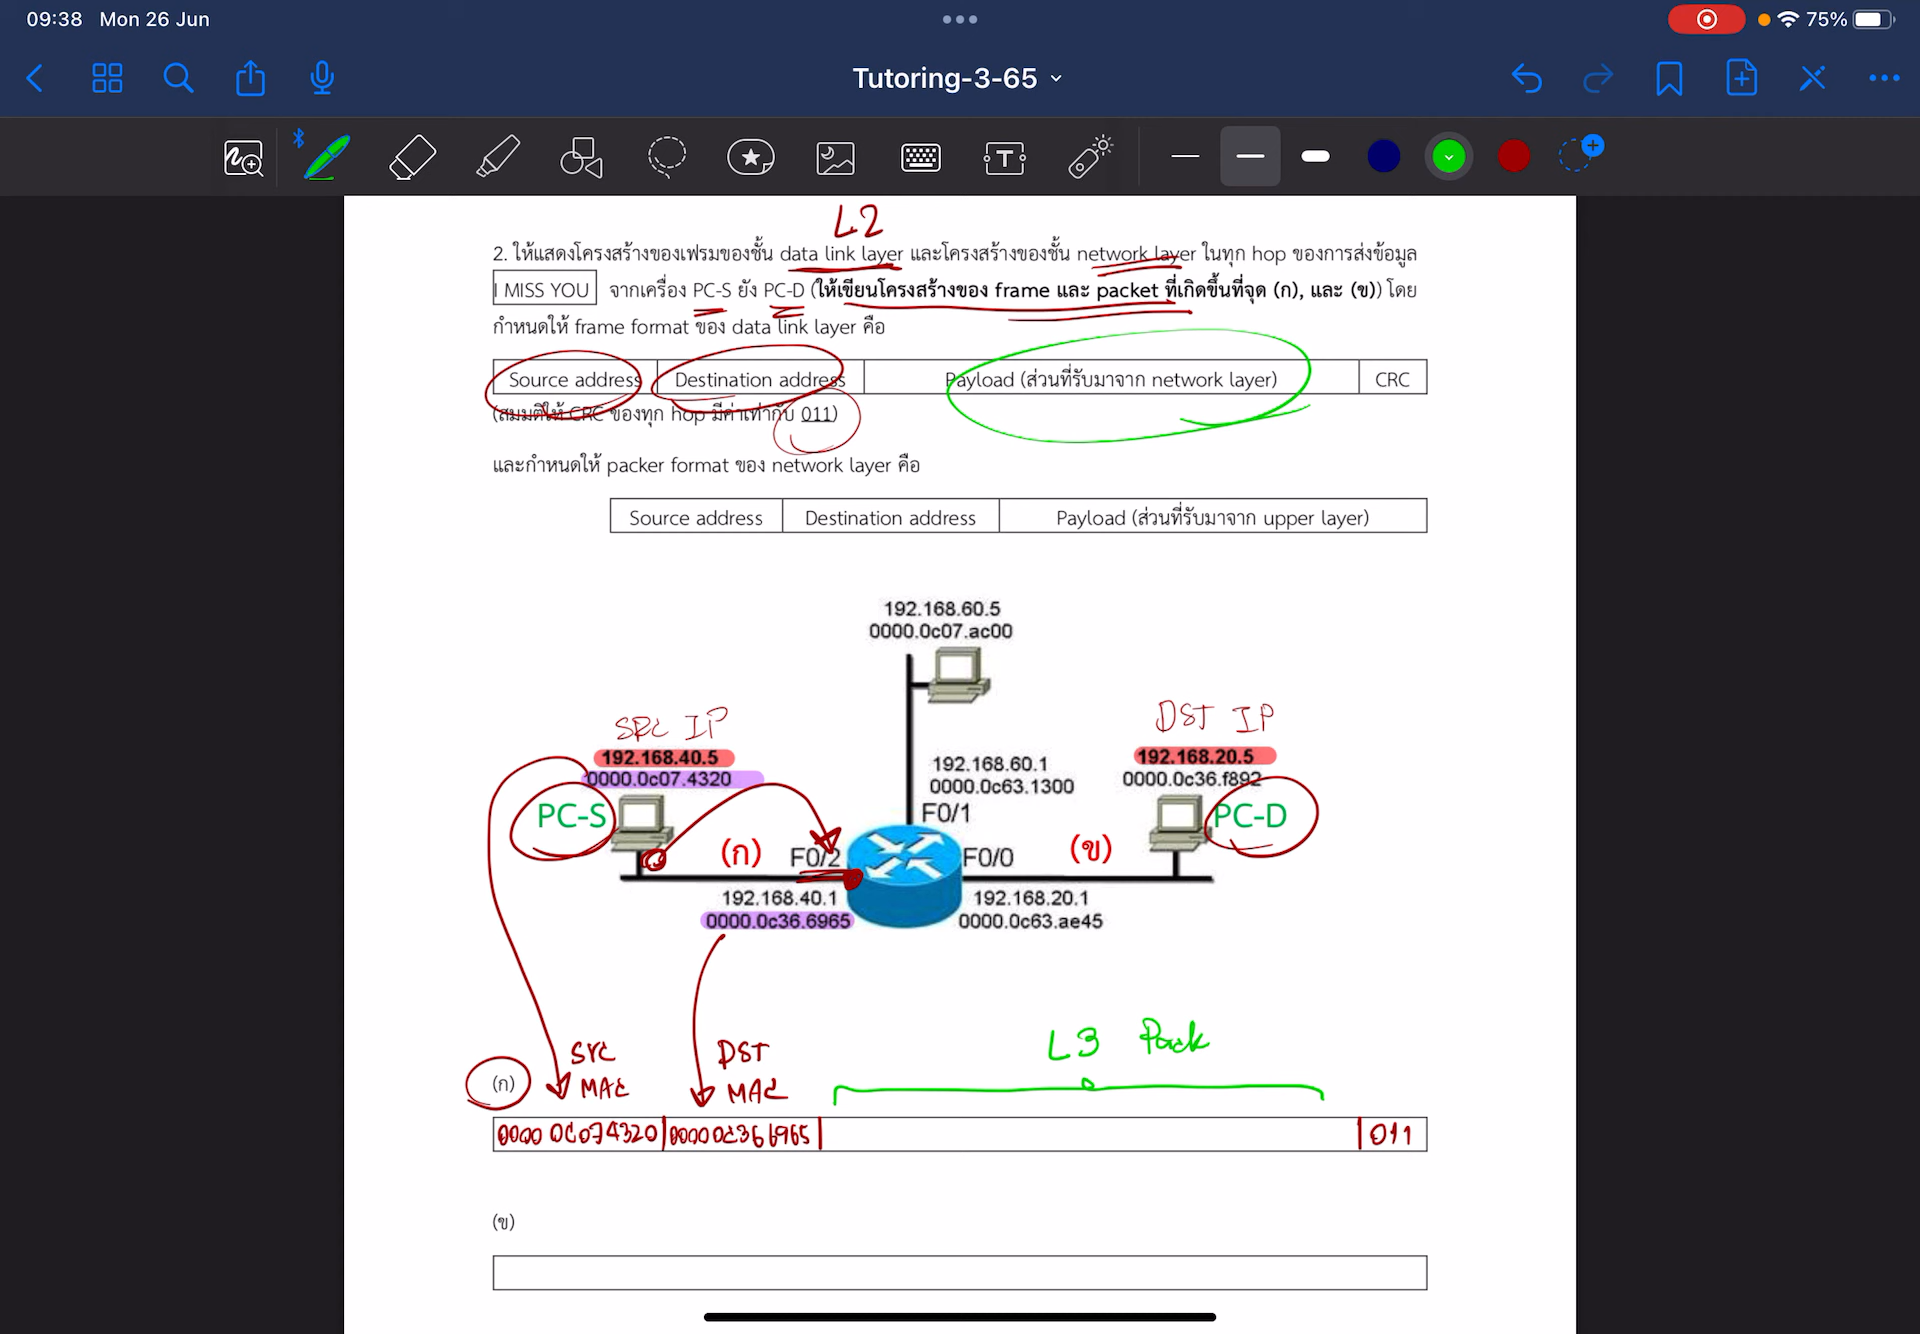 09:38 Mon 26 Jun
75%
Tutoring-3-65
L2
2. ให้แสดงโครงสร้างของเฟรมของชั้น data link layer และโครงสร้างของชั้น network layer ในทุก hop ของการส่งข้อมูล
I MISS YOU จากเครื่อง PC-S ยัง PC-D (ให้เขียนโครงสร้างของ frame และ packet ที่เกิดขึ้นที่จุด (ก), และ (ข)) โดย
กำหนดให้ frame format ของ data link layer คือ
Source address Destination address Payload (ส่วนที่รับมาจาก network layer) CRC
(สมมติให้ CRC ของทุก hop มีค่าเท่ากับ 011)
และกำหนดให้ packer format ของ network layer คือ
Source address Destination address Payload (ส่วนที่รับมาจาก upper layer)
192.168.60.5
0000.0c07.ac00
SRC IP
DST IP
192.168.40.5
0000.0c07.4320
192.168.60.1
0000.0c63.1300
192.168.20.5
0000.0c36.f892
PC-S
F0/1
PC-D
(ก) F0/2 F0/0 (ข)
192.168.40.1
0000.0c36.6965
192.168.20.1
0000.0c63.ae45
L3 Pack
(ก)
SrC MAC
DST MAC
0000 0C074320 0000 0C366965 011
(ข)